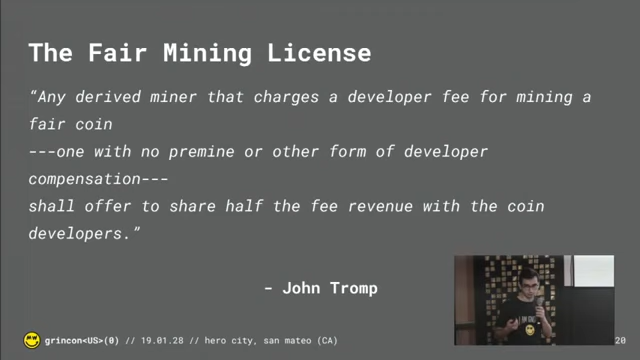 The Fair Mining License
“Any derived miner that charges a developer fee for mining a
fair coin
---one with no premine or other form of developer
compensation---
shall offer to share half the fee revenue with the coin
developers.”
- John Tromp
grincon<US>(0) // 19.01.28 // hero city, san mateo (CA)
20